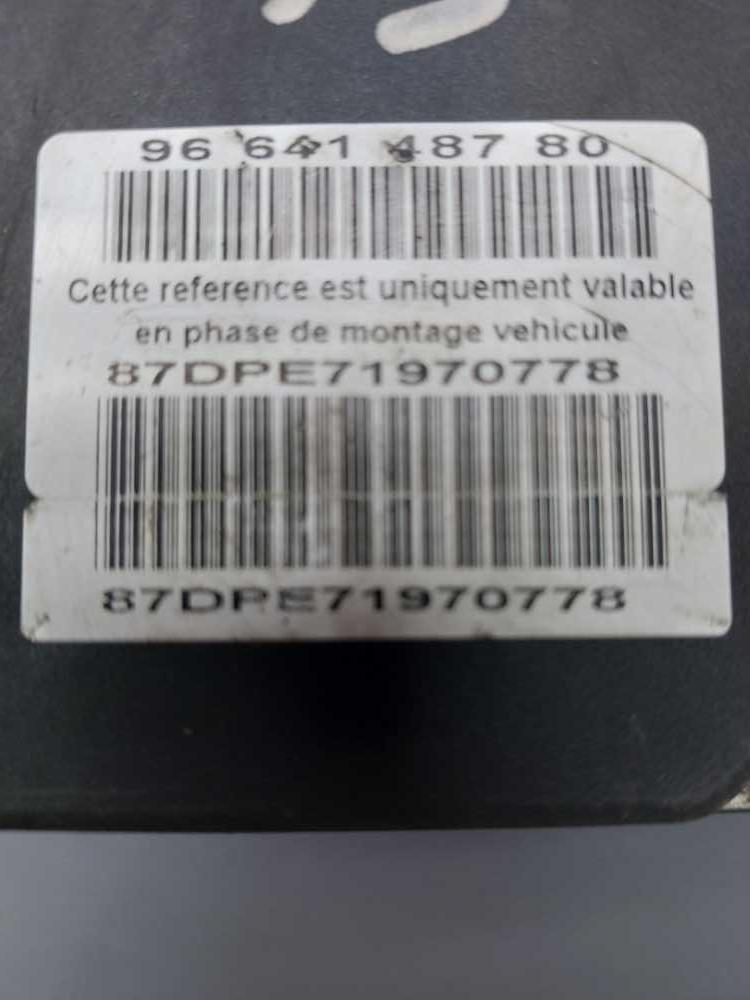 96 641 487 80
Cette reference est uniquement valable
en phase de montage vehicule
87DPE71970778
87DPE71970778